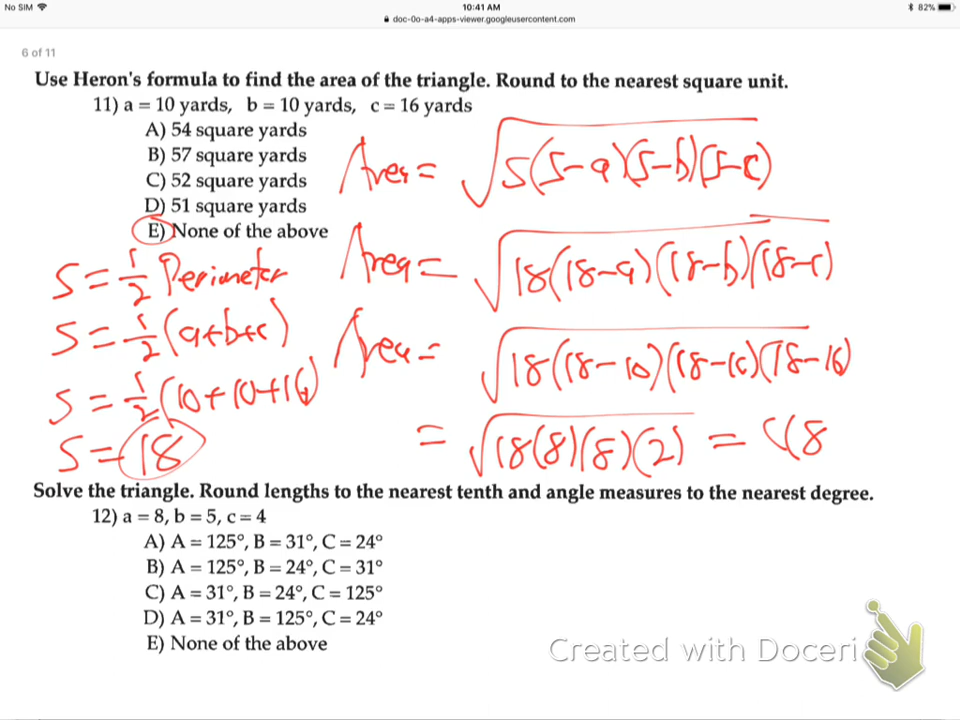 No SIM 10:41 AM 82%
doc-0o-a4-apps-viewer.googleusercontent.com
6 of 11
Use Heron's formula to find the area of the triangle. Round to the nearest square unit.
11) a = 10 yards, b = 10 yards, c = 16 yards
A) 54 square yards
B) 57 square yards
C) 52 square yards
D) 51 square yards
E) None of the above
Area = √s(s-a)(s-b)(s-c)
Area = √18(18-a)(18-b)(18-c)
Area = √18(18-10)(18-10)(18-16)
= √18(8)(8)(2) = 48
S = 1/2 Perimeter
S = 1/2 (a+b+c)
S = 1/2 (10+10+16)
S = 18
Solve the triangle. Round lengths to the nearest tenth and angle measures to the nearest degree.
12) a = 8, b = 5, c = 4
A) A = 125°, B = 31°, C = 24°
B) A = 125°, B = 24°, C = 31°
C) A = 31°, B = 24°, C = 125°
D) A = 31°, B = 125°, C = 24°
E) None of the above
Created with Doceri